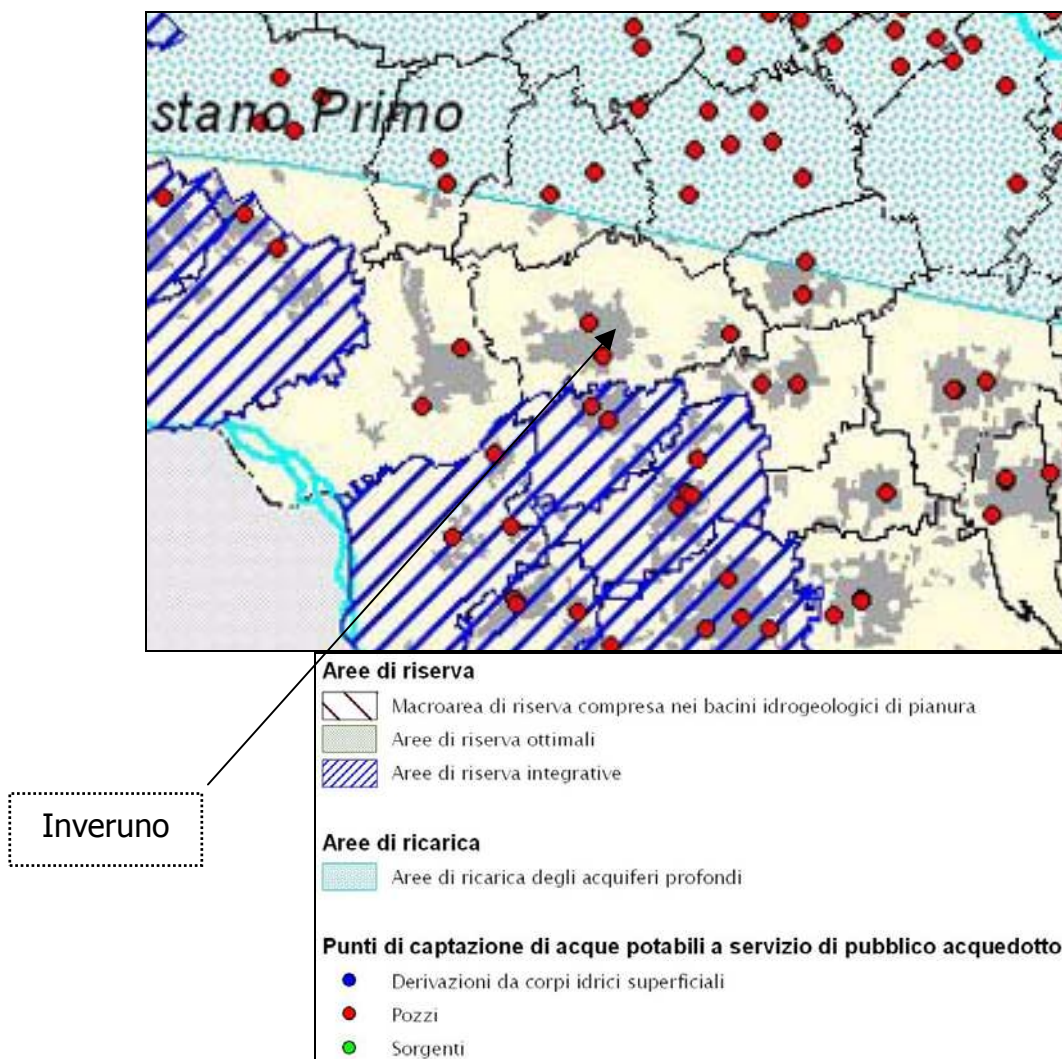 stano Primo
Aree di riserva
Macroarea di riserva compresa nei bacini idrogeologici di pianura
Aree di riserva ottimali
Aree di riserva integrative
Inveruno
Aree di ricarica
Aree di ricarica degli acquiferi profondi
Punti di captazione di acque potabili a servizio di pubblico acquedotto
Derivazioni da corpi idrici superficiali
Pozzi
Sorgenti